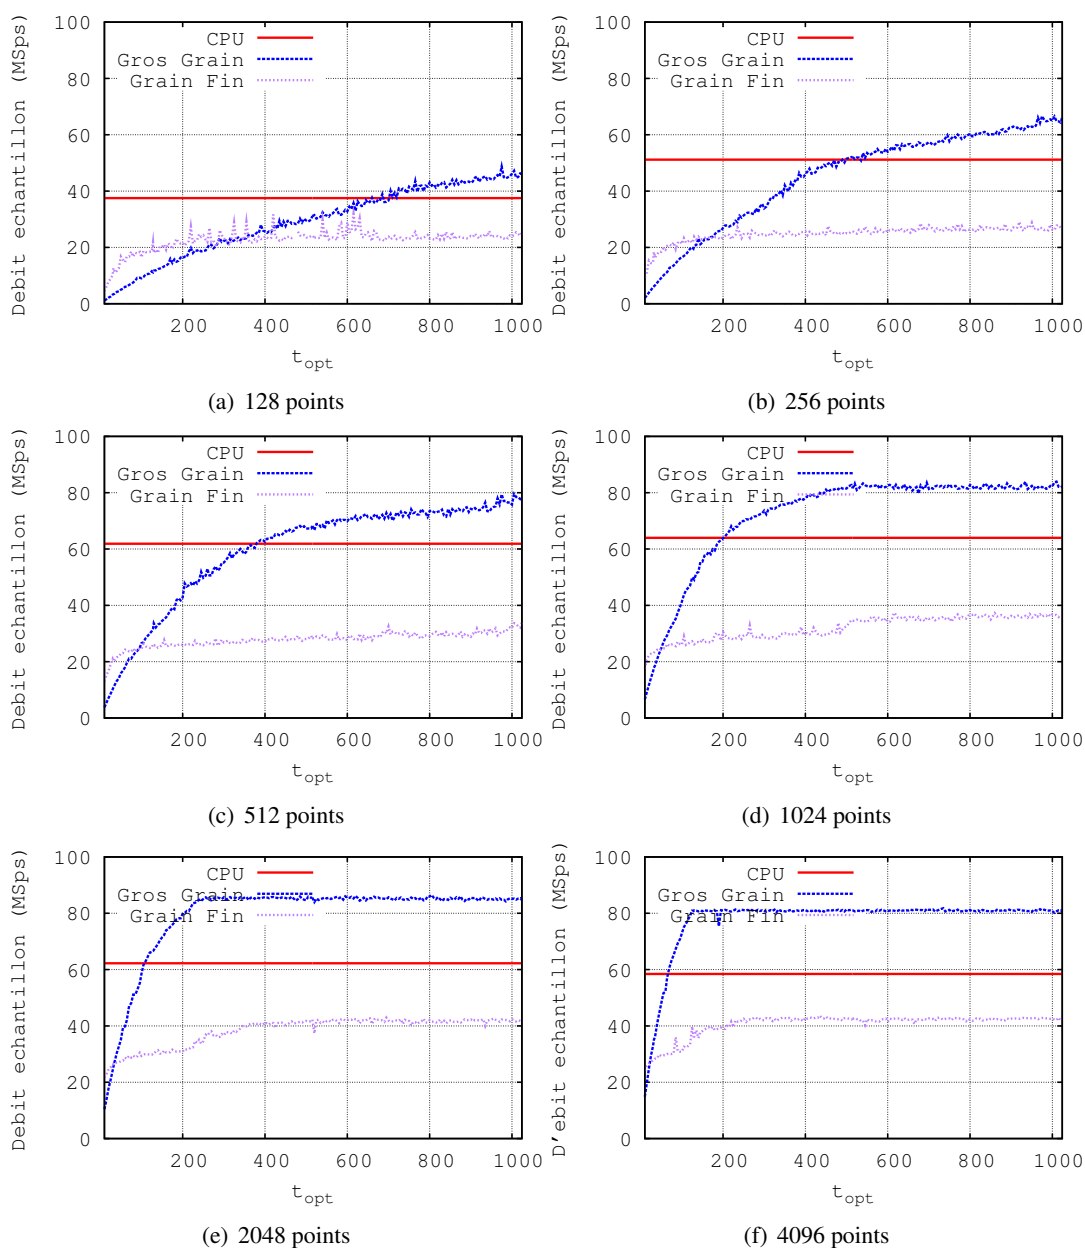 Debit echantillon (MSps)
100
80
60
40
20
0
CPU
Gros Grain
Grain Fin
200 400 600 800 1000
t_opt
(a) 128 points
Debit echantillon (MSps)
100
80
60
40
20
0
CPU
Gros Grain
Grain Fin
200 400 600 800 1000
t_opt
(b) 256 points
Debit echantillon (MSps)
100
80
60
40
20
0
CPU
Gros Grain
Grain Fin
200 400 600 800 1000
t_opt
(c) 512 points
Debit echantillon (MSps)
100
80
60
40
20
0
CPU
Gros Grain
Grain Fin
200 400 600 800 1000
t_opt
(d) 1024 points
Debit echantillon (MSps)
100
80
60
40
20
0
CPU
Gros Grain
Grain Fin
200 400 600 800 1000
t_opt
(e) 2048 points
D'ebit echantillon (MSps)
100
80
60
40
20
0
CPU
Gros Grain
Grain Fin
200 400 600 800 1000
t_opt
(f) 4096 points